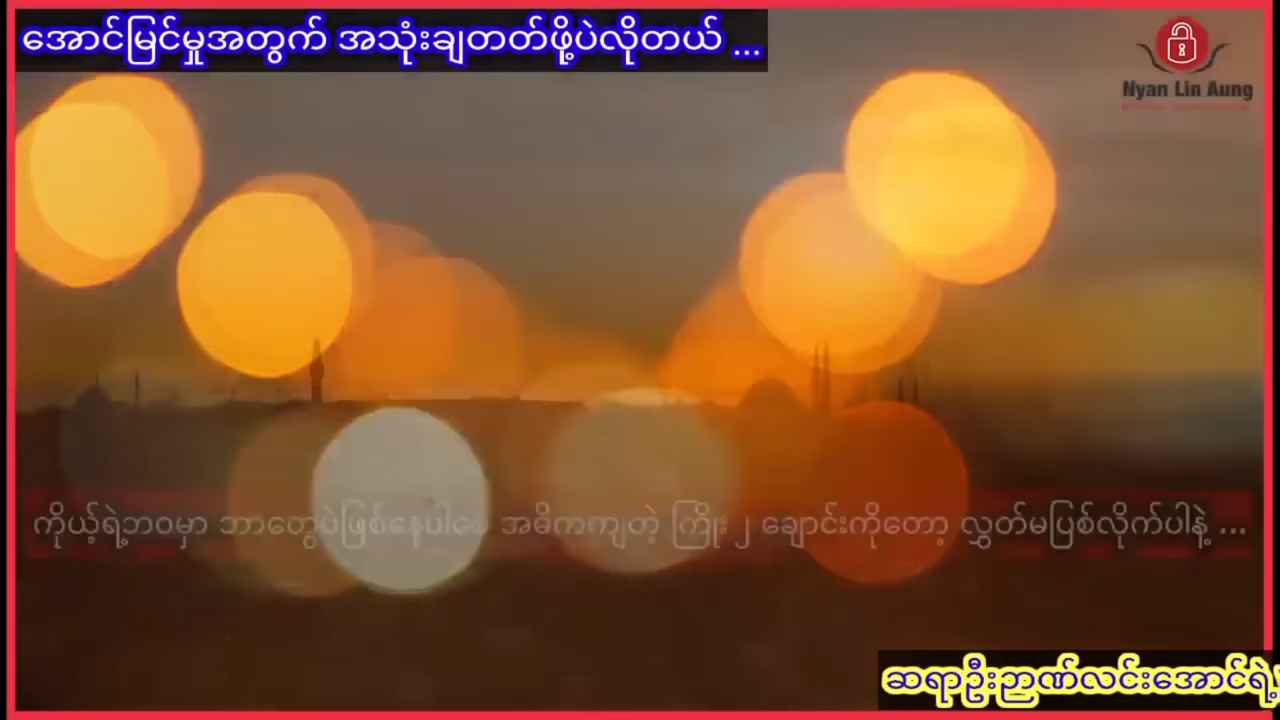 အောင်မြင်မှုအတွက် အသုံးချတတ်ဖို့ပဲလိုတယ် ...
Nyan Lin Aung
ကိုယ့်ရဲ့ဘဝမှာ ဘာတွေပဲဖြစ်နေပါစေ အဓိကကျတဲ့ ကြိုး ၂ ချောင်းကိုတော့ လွှတ်မပြစ်လိုက်ပါနဲ့ ...
ဆရာဦးဉာဏ်လင်းအောင်ရဲ့